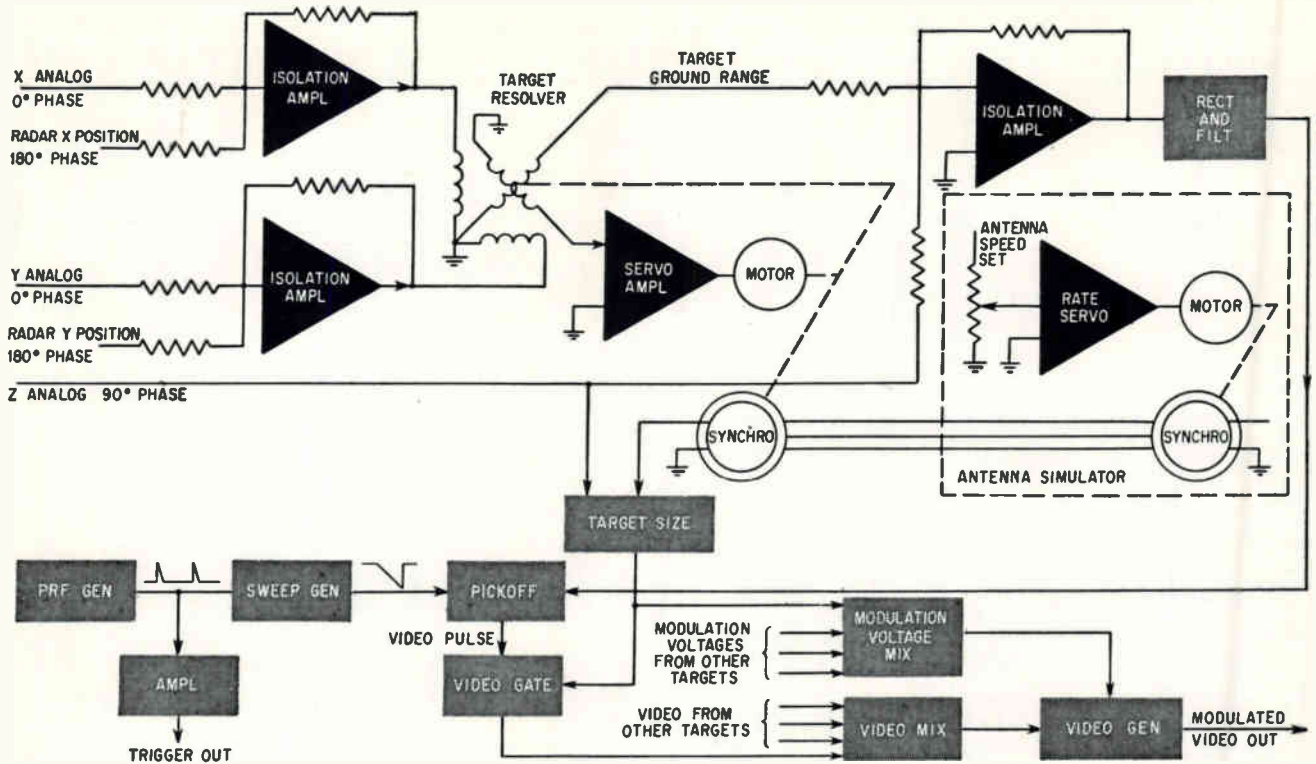 X ANALOG
0° PHASE
RADAR X POSITION
180° PHASE
ISOLATION
AMPL
TARGET
RESOLVER
TARGET
GROUND RANGE
ISOLATION
AMPL
RECT
AND
FILT
Y ANALOG
0° PHASE
RADAR Y POSITION
180° PHASE
ISOLATION
AMPL
SERVO
AMPL
MOTOR
ANTENNA
SPEED
SET
RATE
SERVO
MOTOR
Z ANALOG 90° PHASE
SYNCHRO
SYNCHRO
ANTENNA SIMULATOR
TARGET SIZE
PRF GEN
SWEEP GEN
PICKOFF
VIDEO PULSE
AMPL
VIDEO GATE
MODULATION
VOLTAGES
FROM OTHER
TARGETS
MODULATION
VOLTAGE
MIX
TRIGGER OUT
VIDEO FROM
OTHER TARGETS
VIDEO MIX
VIDEO GEN
MODULATED
VIDEO OUT